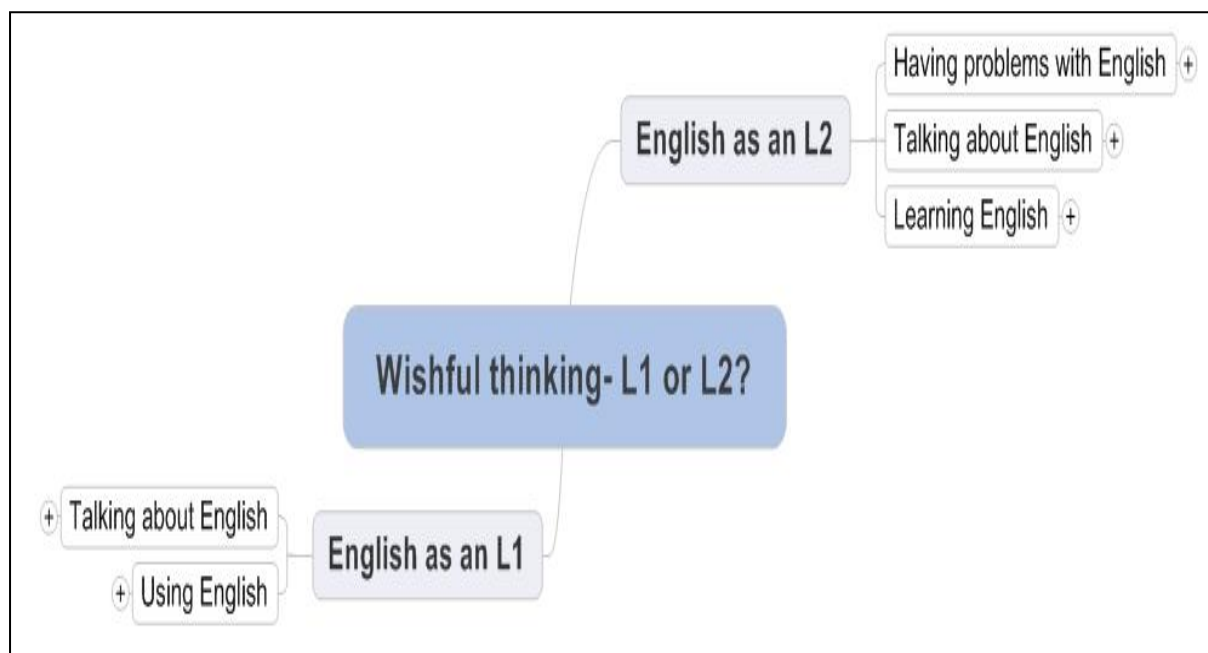 Having problems with English +
English as an L2
Talking about English +
Learning English +
Wishful thinking- L1 or L2?
+ Talking about English
English as an L1
+ Using English